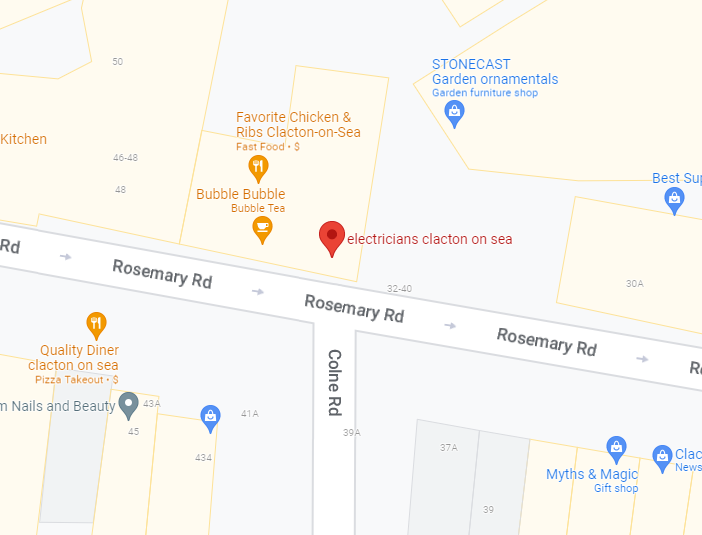 50
STONECAST
Garden ornamentals
Garden furniture shop
Favorite Chicken &
Ribs Clacton-on-Sea
Fast Food • $
Kitchen
46-48
48
Bubble Bubble
Bubble Tea
Best Sup
electricians clacton on sea
Rd
Rosemary Rd
32-40
30A
Rosemary Rd
Rosemary Rd
R
Quality Diner
clacton on sea
Pizza Takeout • $
Colne Rd
m Nails and Beauty
43A
45
41A
434
39A
37A
39
Myths & Magic
Gift shop
Clac
News